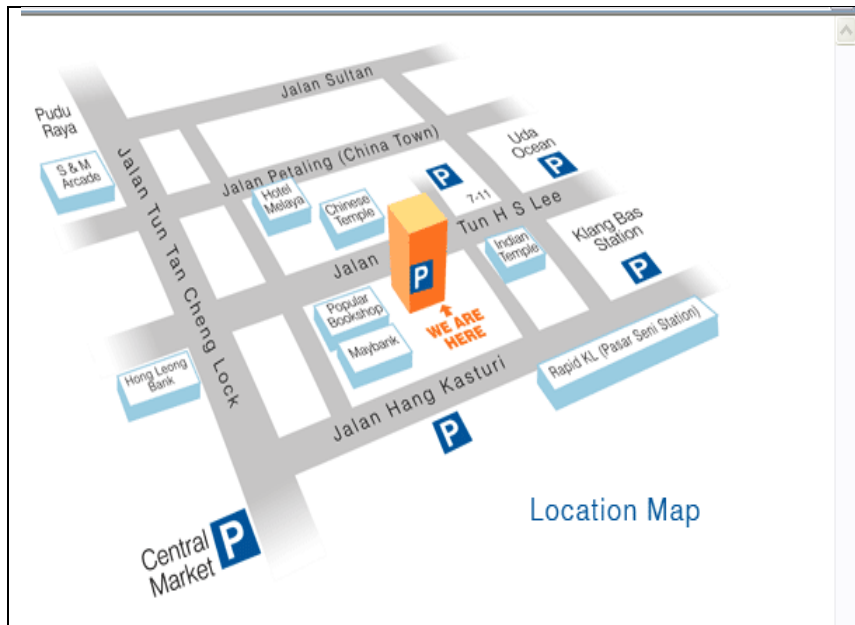 Jalan Sultan
Pudu
Raya
Jalan Tun Tan Cheng Lock
S & M
Arcade
Jalan Petaling (China Town)
Uda
Ocean
P
P
7-11
Hotel
Melaya
Chinese
Temple
Jalan Tun H S Lee
Klang Bas
Station
P
Indian
Temple
P
Popular
Bookshop
WE ARE
HERE
Maybank
Hong Leong
Bank
Rapid KL (Pasar Seni Station)
Jalan Hang Kasturi
P
Location Map
Central
Market
P